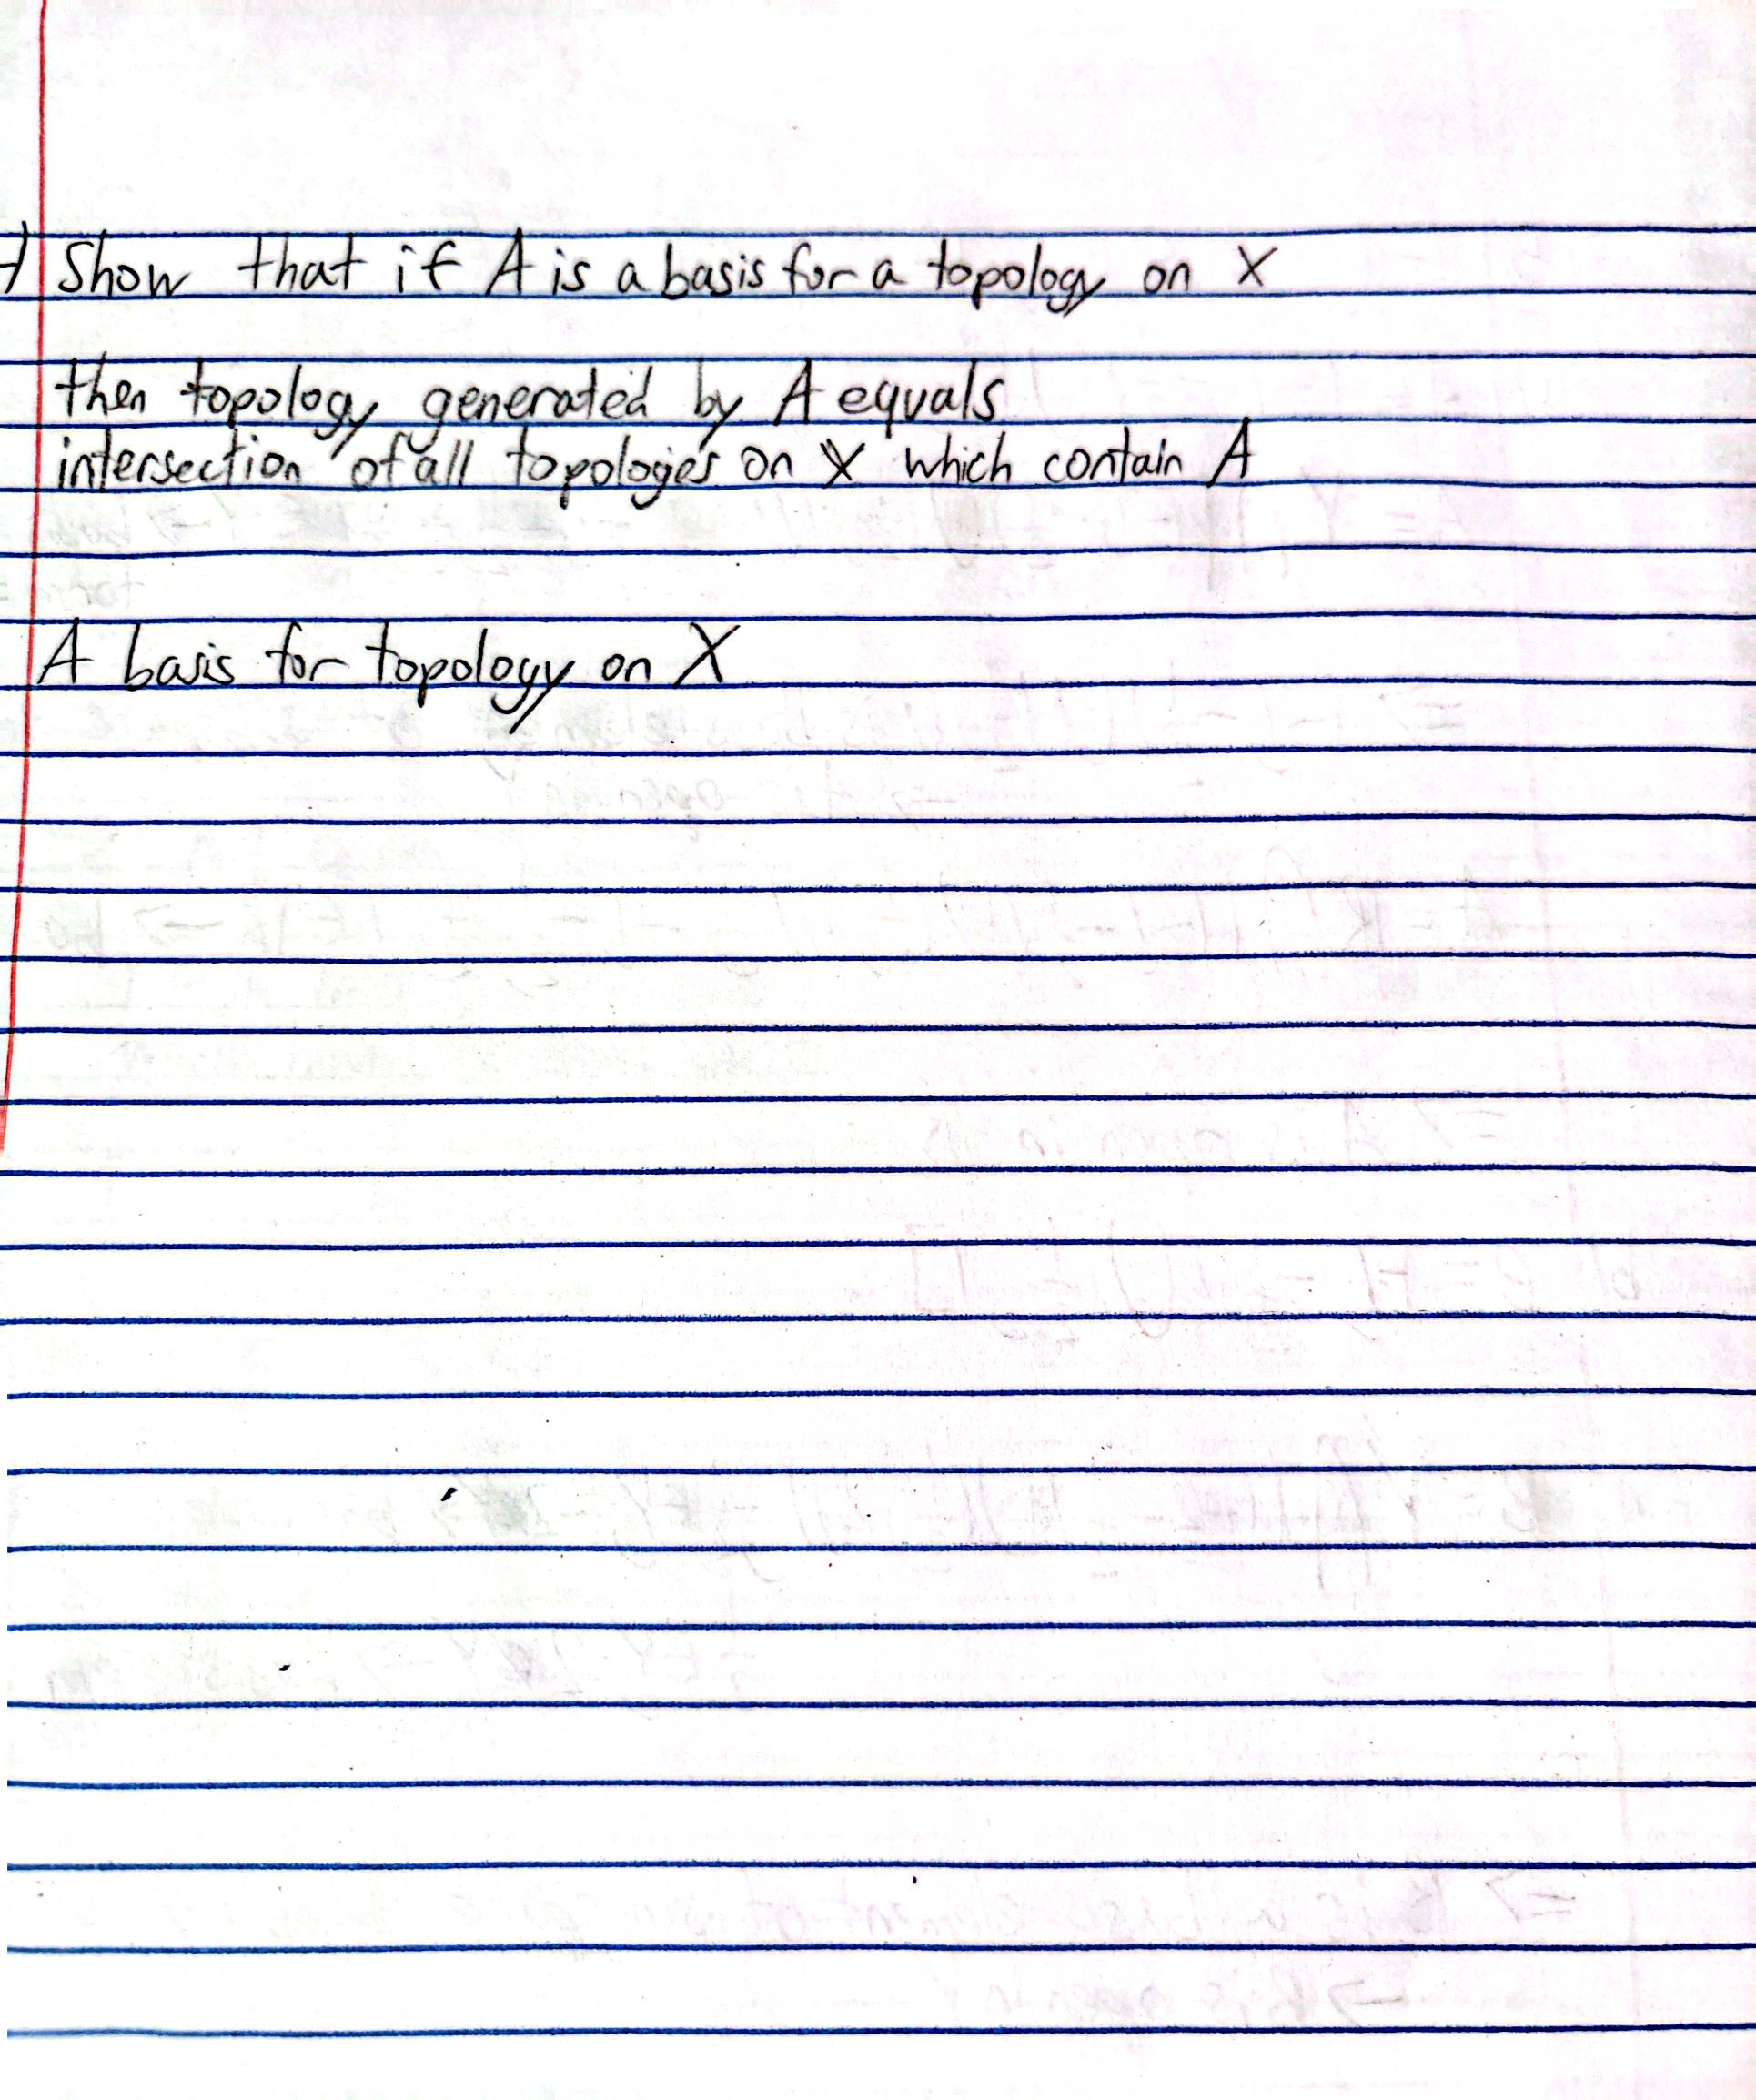 Show that if A is a basis for a topology on X
then topology generated by A equals
intersection of all topologies on X which contain A
A basis for topology on X